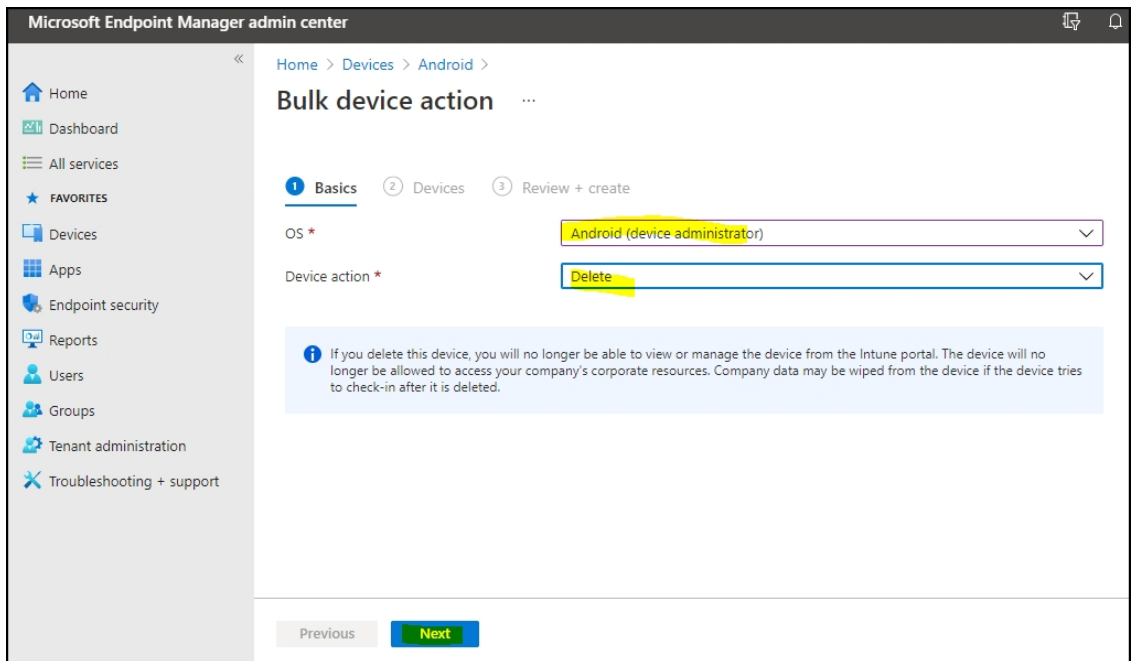 Microsoft Endpoint Manager admin center
«
Home > Devices > Android >
Bulk device action ...
Home
Dashboard
All services
FAVORITES
Devices
Apps
Endpoint security
Reports
Users
Groups
Tenant administration
Troubleshooting + support
1 Basics 2 Devices 3 Review + create
OS * Android (device administrator)
Device action * Delete
If you delete this device, you will no longer be able to view or manage the device from the Intune portal. The device will no
longer be allowed to access your company's corporate resources. Company data may be wiped from the device if the device tries
to check-in after it is deleted.
Previous Next